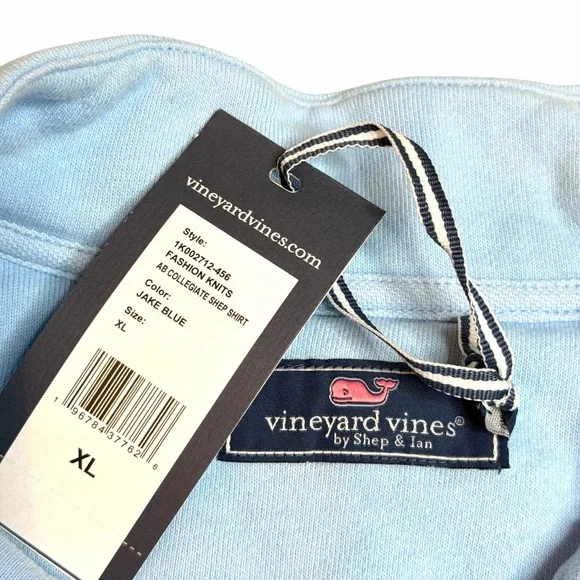 vineyardvines.com
Style:
1K002712-456
FASHION KNITS
AB COLLEGIATE SHEP SHIRT
Color:
JAKE BLUE
Size:
XL
1 96784 37762 6
XL
vineyard vines®
by Shep & Ian